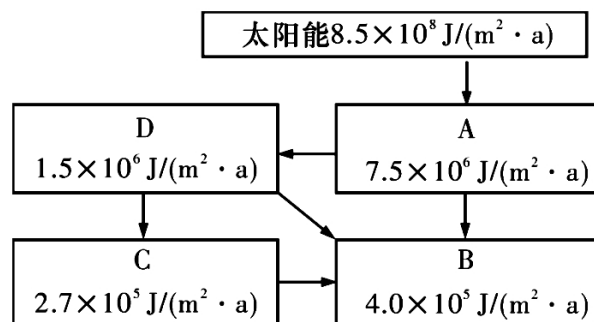 太阳能8.5×10⁸ J/(m²·a)
D
1.5×10⁶ J/(m²·a)
A
7.5×10⁶ J/(m²·a)
C
2.7×10⁵ J/(m²·a)
B
4.0×10⁵ J/(m²·a)